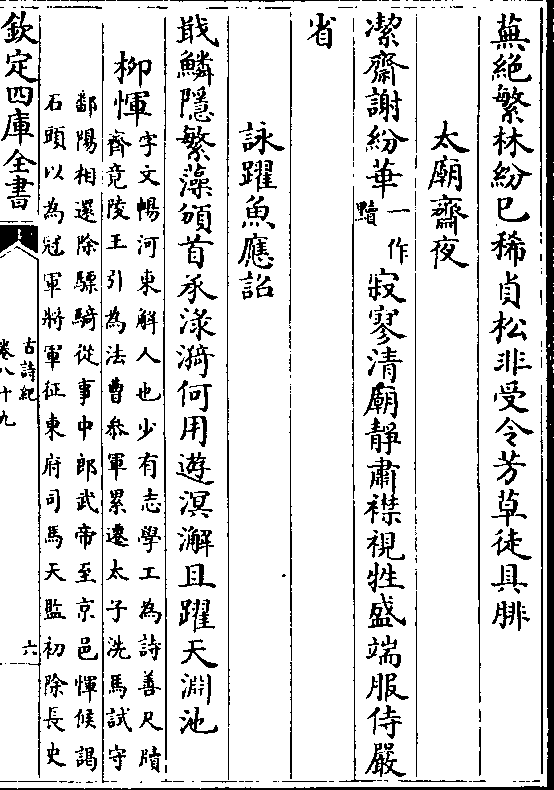 蕪絶繁林紛已稀貞松非受令芳草徒具腓
太廟齋夜
潔齋謝紛華一作黷寂寥清廟靜肅襟視牲盛端服侍嚴
省
詠躍魚應詔
戢鱗隱繁藻頒首承淥漪何用遊溟澥且躍天淵池
柳惲字文暢河東解人也少有志學工為詩善尺牘
齊竟陵王引為法曹叅軍累遷太子洗馬試守
鄱陽相還除驃騎從事中郎武帝至京邑惲候謁
石頭以為冠軍將軍征東府司馬天監初除長史
欽定四庫全書
古詩紀
卷八十九
六